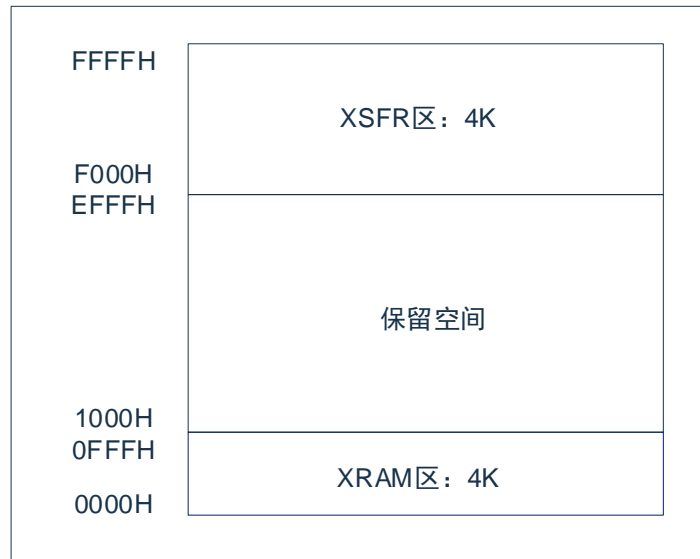 FFFFH
XSFR区：4K
F000H
EFFFH
保留空间
1000H
0FFFH
XRAM区：4K
0000H